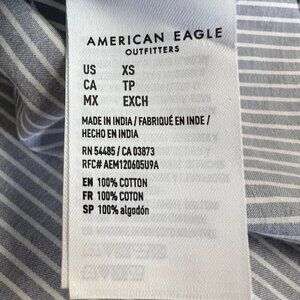 AMERICAN EAGLE
OUTFITTERS
US XS
CA TP
MX EXCH
MADE IN INDIA / FABRIQUÉ EN INDE /
HECHO EN INDIA
RN 54485 / CA 03873
RFC# AEM120605U9A
EN 100% COTTON
FR 100% COTON
SP 100% algodón